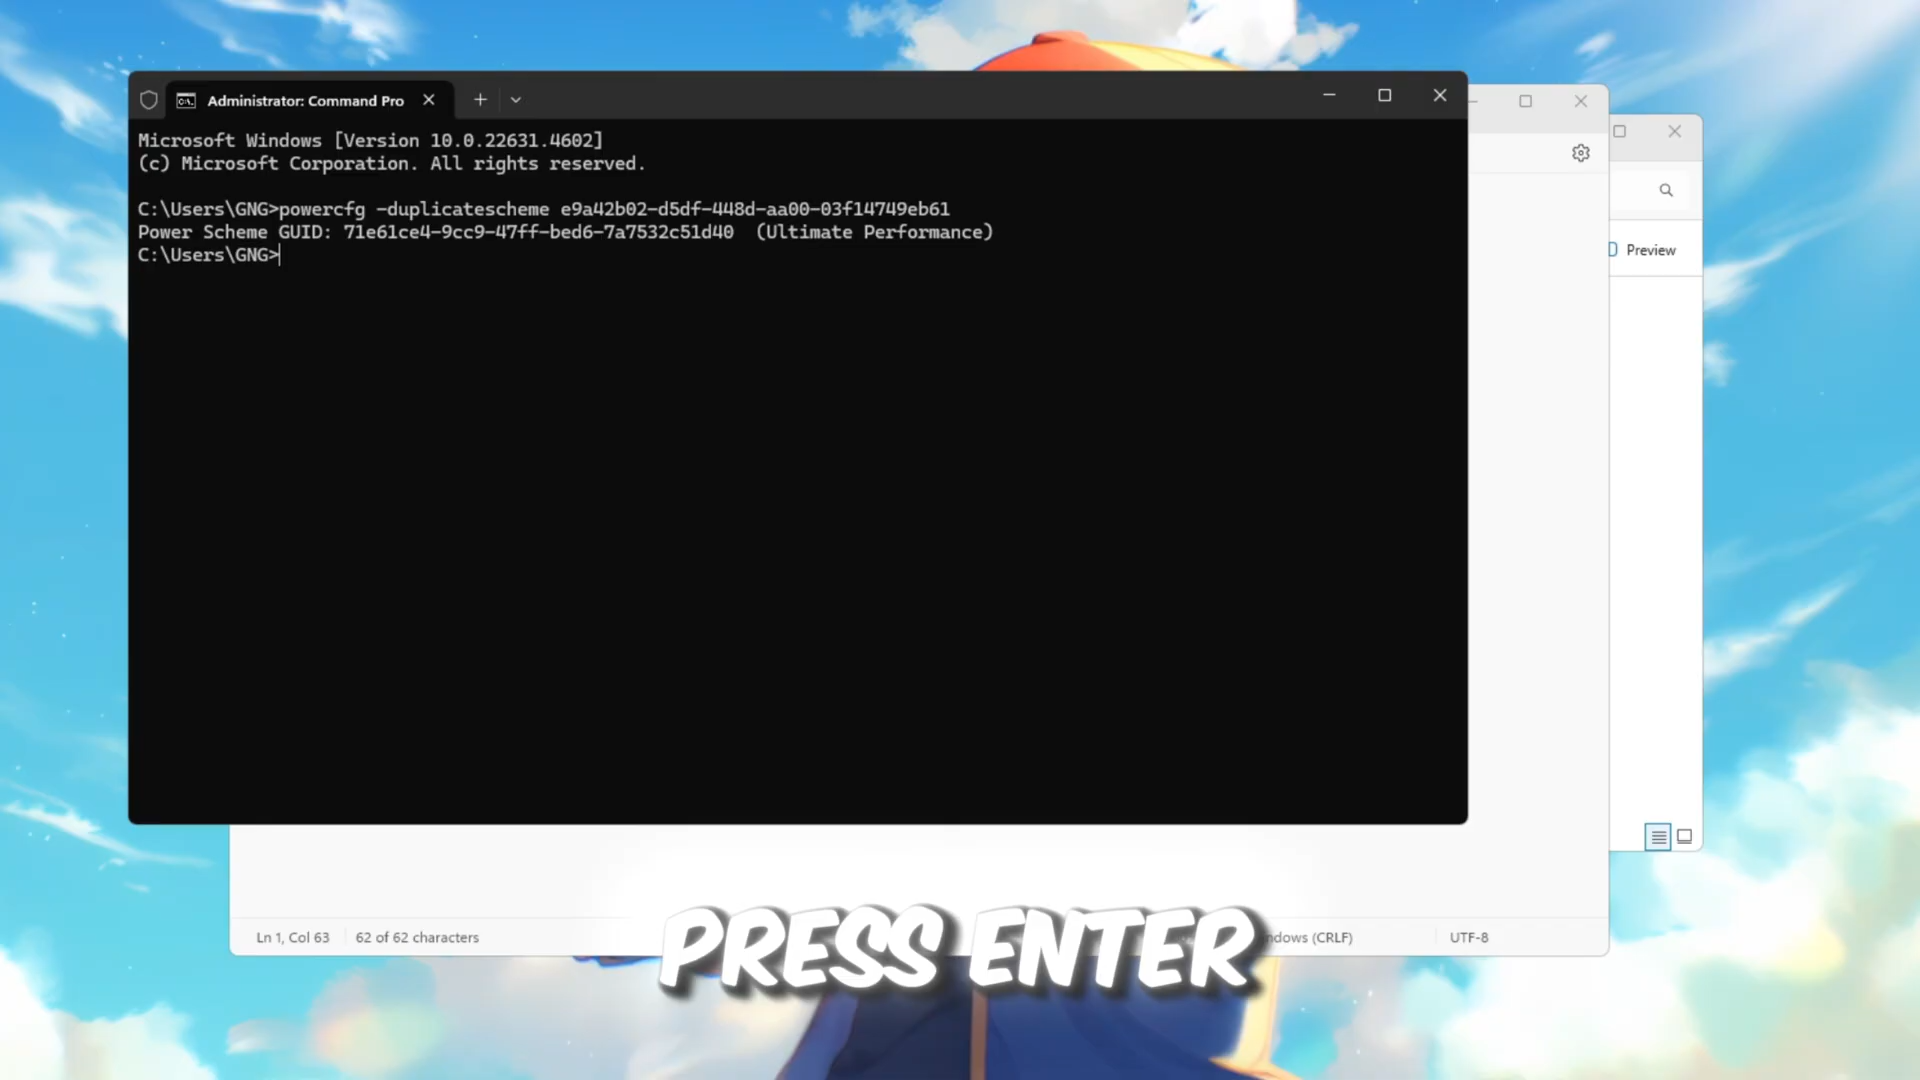 Administrator: Command Pro
Microsoft Windows [Version 10.0.22631.4602]
(c) Microsoft Corporation. All rights reserved.
C:\Users\GNG>powercfg -duplicatescheme e9a42b02-d5df-448d-aa00-03f14749eb61
Power Scheme GUID: 71e61ce4-9cc9-47ff-bed6-7a7532c51d40 (Ultimate Performance)
C:\Users\GNG>
Preview
Ln 1, Col 63 62 of 62 characters (CRLF) UTF-8
PRESS ENTER